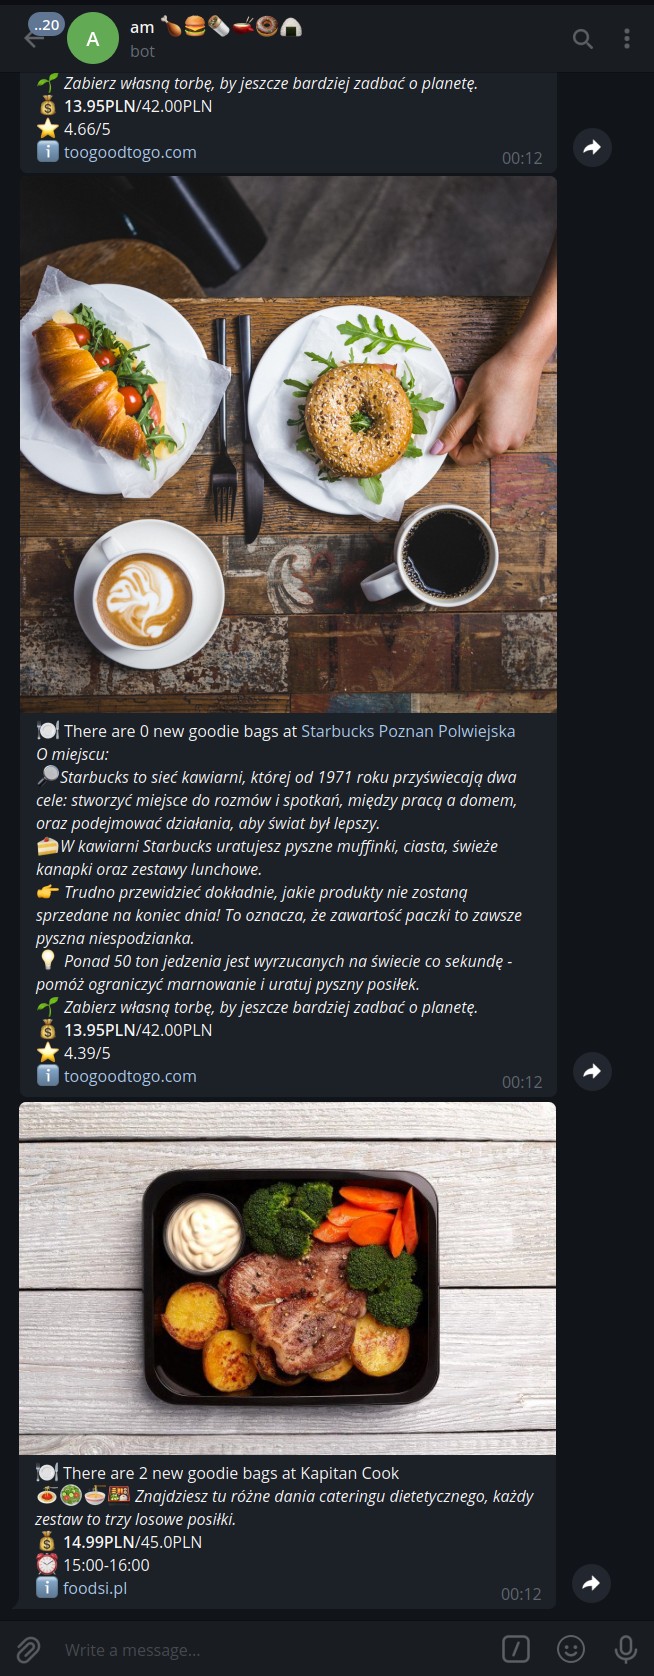 ..20
A
am 🍗🍔🌯🥢🍩🍙
bot
🌱 Zabierz własną torbę, by jeszcze bardziej zadbać o planetę.
💰 13.95PLN/42.00PLN
⭐ 4.66/5
ℹ️ toogoodtogo.com
00:12
🍽 There are 0 new goodie bags at Starbucks Poznan Polwiejska
O miejscu:
🔎Starbucks to sieć kawiarni, której od 1971 roku przyświecają dwa
cele: stworzyć miejsce do rozmów i spotkań, między pracą a domem,
oraz podejmować działania, aby świat był lepszy.
🍰W kawiarni Starbucks uratujesz pyszne muffinki, ciasta, świeże
kanapki oraz zestawy lunchowe.
👉 Trudno przewidzieć dokładnie, jakie produkty nie zostaną
sprzedane na koniec dnia! To oznacza, że zawartość paczki to zawsze
pyszna niespodzianka.
💡 Ponad 50 ton jedzenia jest wyrzucanych na świecie co sekundę -
pomóż ograniczyć marnowanie i uratuj pyszny posiłek.
🌱 Zabierz własną torbę, by jeszcze bardziej zadbać o planetę.
💰 13.95PLN/42.00PLN
⭐ 4.39/5
ℹ️ toogoodtogo.com
00:12
🍽 There are 2 new goodie bags at Kapitan Cook
🍝🥗🍜🍱 Znajdziesz tu różne dania cateringu dietetycznego, każdy
zestaw to trzy losowe posiłki.
💰 14.99PLN/45.0PLN
⏰ 15:00-16:00
ℹ️ foodsi.pl
00:12
Write a message...